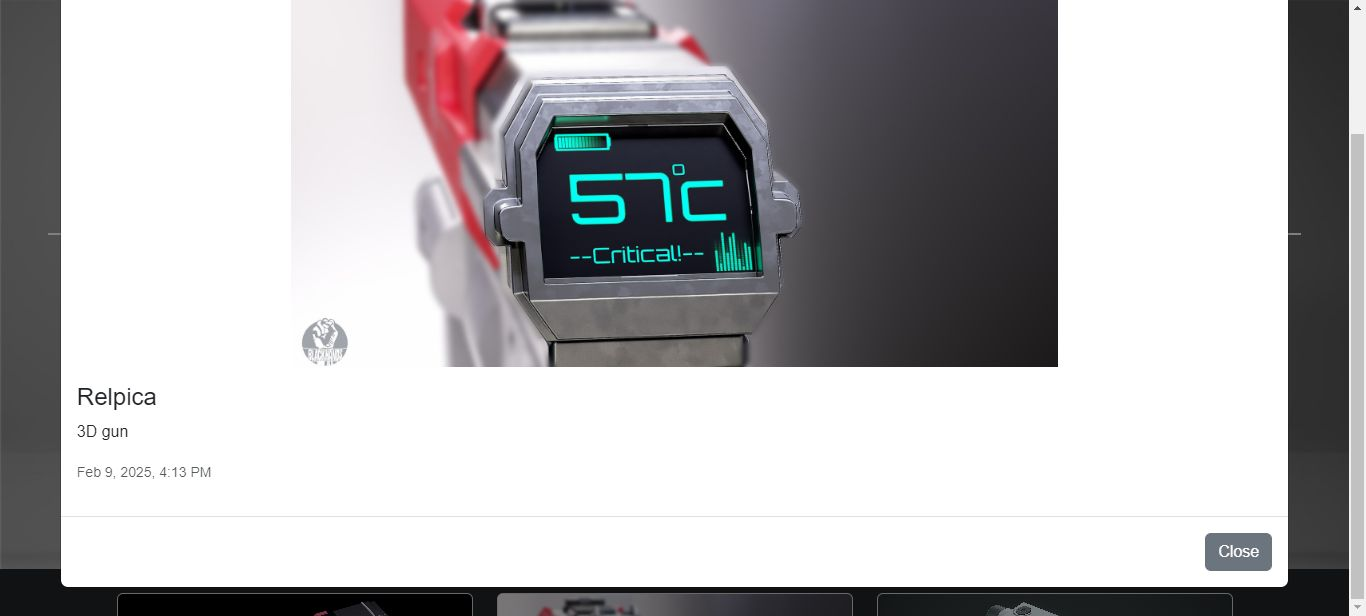 57°c
--Critical!--
Relpica
3D gun
Feb 9, 2025, 4:13 PM
Close